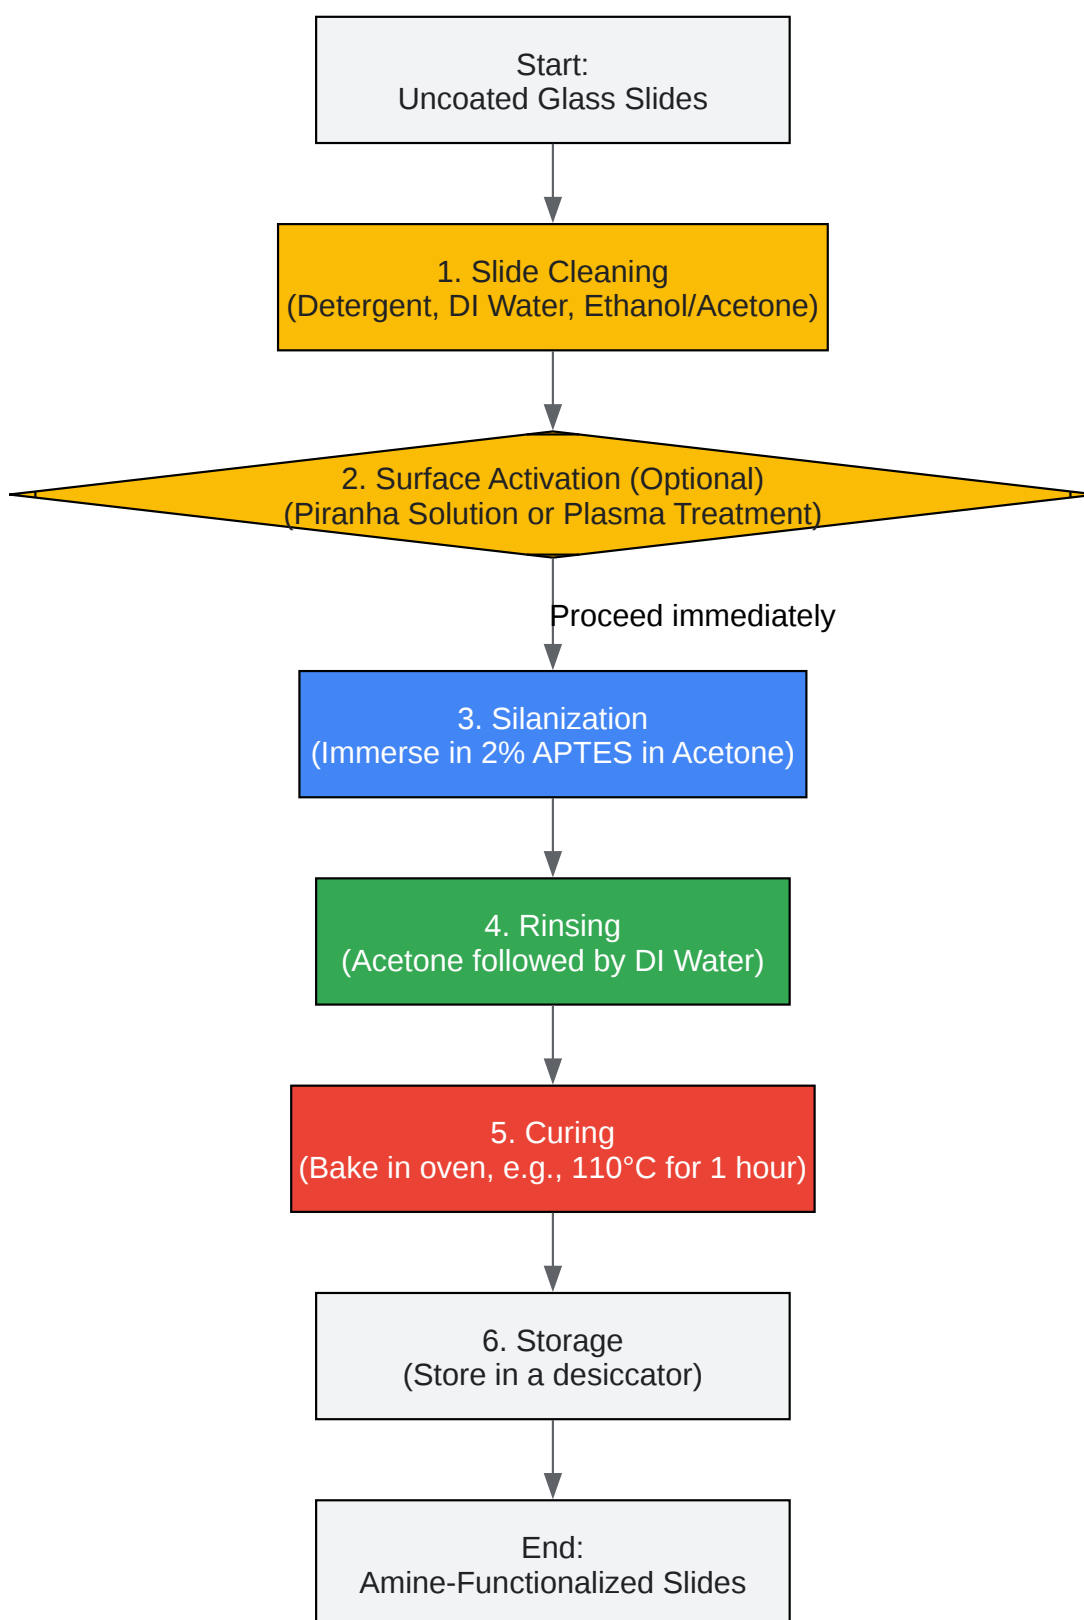 Start:
Uncoated Glass Slides
1. Slide Cleaning
(Detergent, DI Water, Ethanol/Acetone)
2. Surface Activation (Optional)
(Piranha Solution or Plasma Treatment)
Proceed immediately
3. Silanization
(Immerse in 2% APTES in Acetone)
4. Rinsing
(Acetone followed by DI Water)
5. Curing
(Bake in oven, e.g., 110°C for 1 hour)
6. Storage
(Store in a desiccator)
End:
Amine-Functionalized Slides